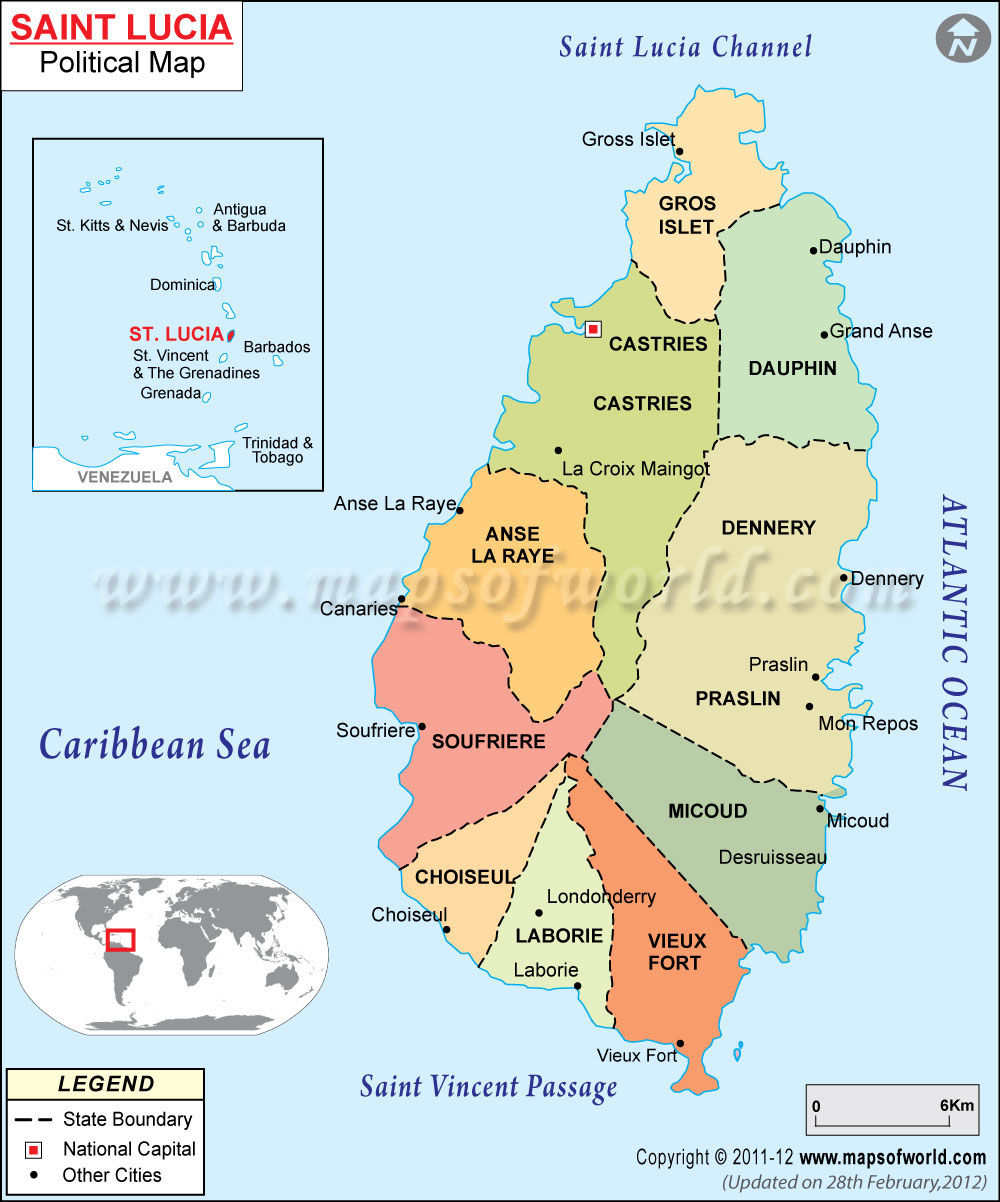 SAINT LUCIA
Political Map
Saint Lucia Channel
N
Gross Islet
GROS
ISLET
Antigua
& Barbuda
St. Kitts & Nevis
Dominica
ST. LUCIA
St. Vincent
& The Grenadines
Barbados
Grenada
Trinidad &
Tobago
VENEZUELA
Dauphin
Grand Anse
DAUPHIN
CASTRIES
CASTRIES
La Croix Maingot
Anse La Raye
ANSE
LA RAYE
DENNERY
ATLANTIC OCEAN
www.mapsofworld.com
Dennery
Canaries
Praslin
PRASLIN
Mon Repos
Caribbean Sea
Soufriere
SOUFRIERE
MICOUD
Micoud
Desruisseau
CHOISEUL
Choiseul
Londonderry
LABORIE
Laborie
VIEUX
FORT
Vieux Fort
Saint Vincent Passage
LEGEND
State Boundary
National Capital
Other Cities
0 6Km
Copyright © 2011-12 www.mapsofworld.com
(Updated on 28th February,2012)